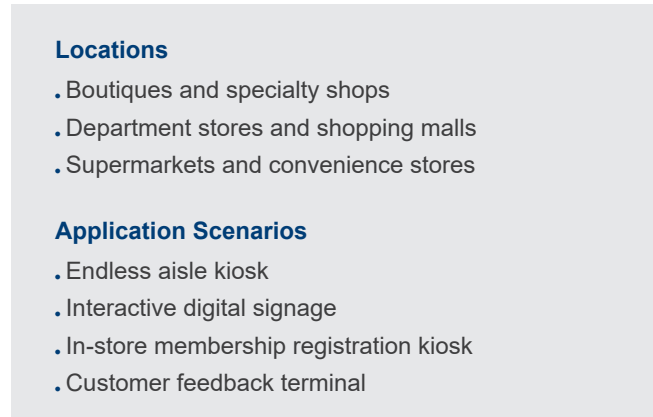 Locations
• Boutiques and specialty shops
• Department stores and shopping malls
• Supermarkets and convenience stores
Application Scenarios
• Endless aisle kiosk
• Interactive digital signage
• In-store membership registration kiosk
• Customer feedback terminal